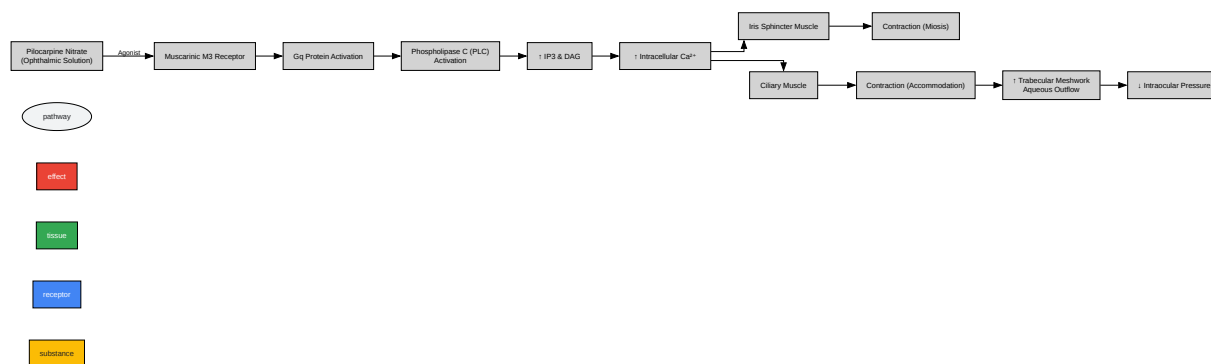 Pilocarpine Nitrate
(Ophthalmic Solution)
Agonist
Muscarinic M3 Receptor
Gq Protein Activation
Phospholipase C (PLC)
Activation
↑ IP3 & DAG
↑ Intracellular Ca²⁺
Iris Sphincter Muscle
Contraction (Miosis)
Ciliary Muscle
Contraction (Accommodation)
↑ Trabecular Meshwork
Aqueous Outflow
↓ Intraocular Pressure
pathway
effect
tissue
receptor
substance